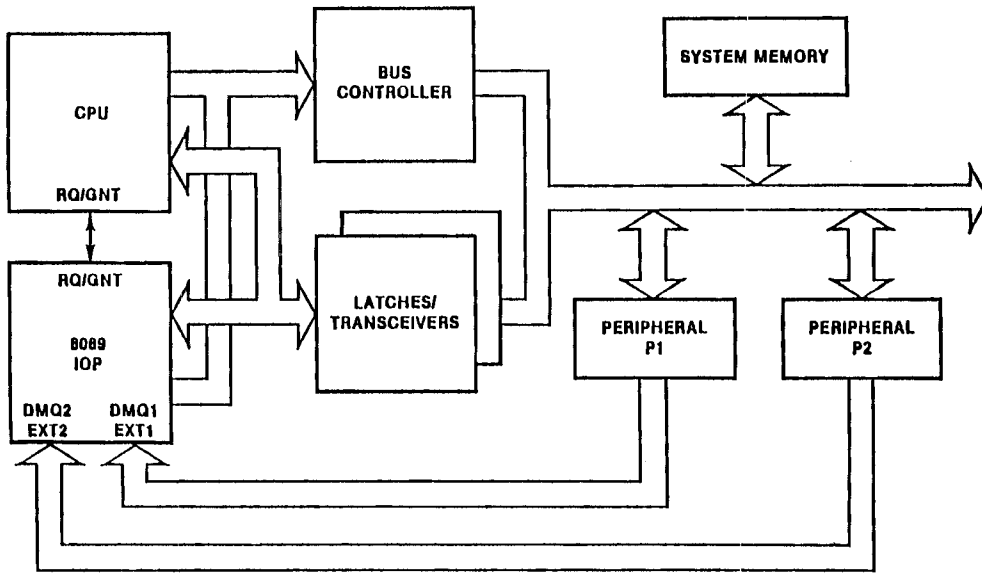 CPU
RQ/GNT
BUS
CONTROLLER
SYSTEM MEMORY
RQ/GNT
8089
IOP
DMQ2
EXT2
DMQ1
EXT1
LATCHES/
TRANSCEIVERS
PERIPHERAL
P1
PERIPHERAL
P2